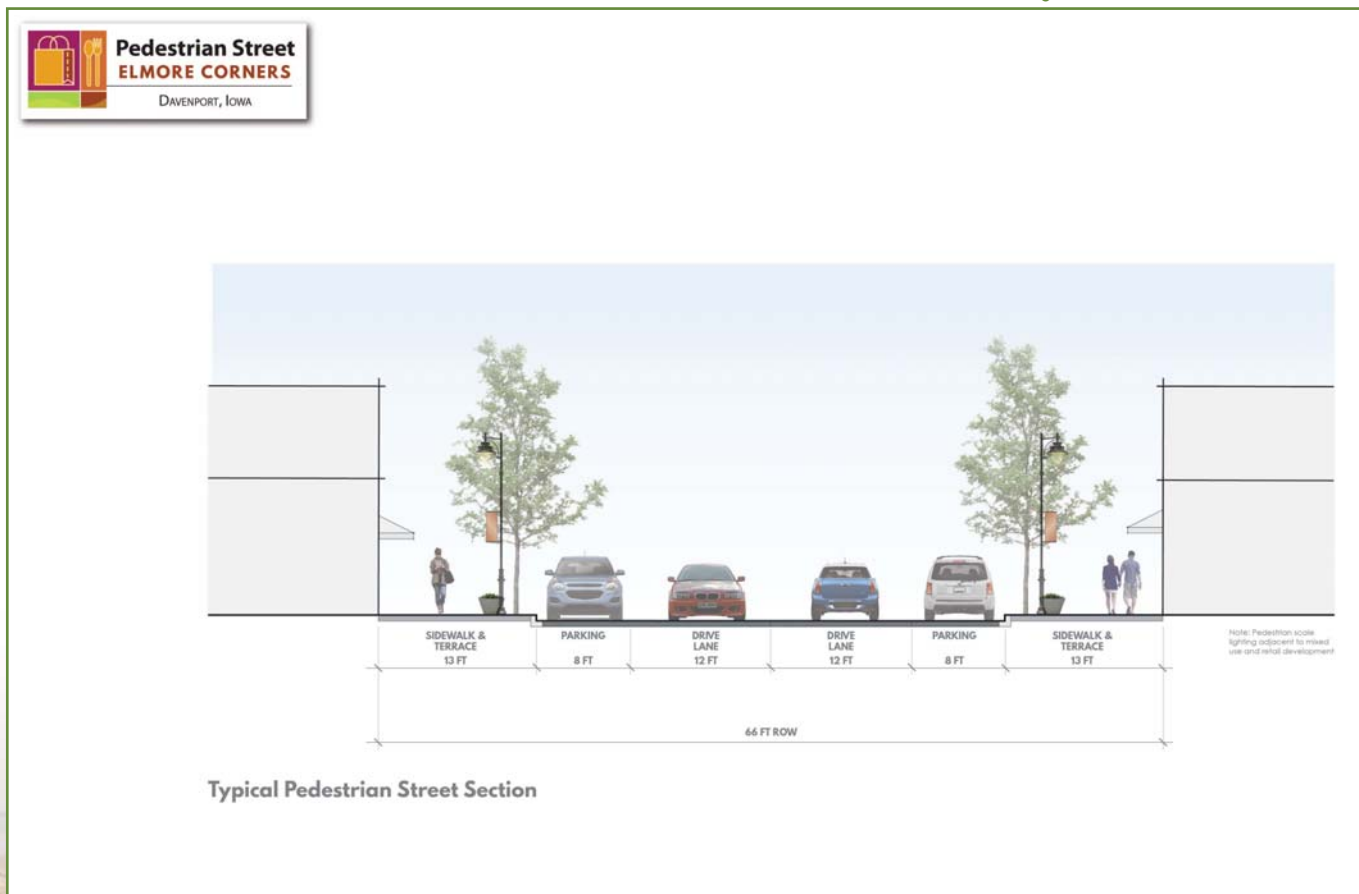 Pedestrian Street
ELMORE CORNERS
DAVENPORT, IOWA
SIDEWALK &
TERRACE
13 FT
PARKING
8 FT
DRIVE
LANE
12 FT
DRIVE
LANE
12 FT
PARKING
8 FT
SIDEWALK &
TERRACE
13 FT
Note: Pedestrian scale
lighting adjacent to mixed
use and retail development
66 FT ROW
Typical Pedestrian Street Section